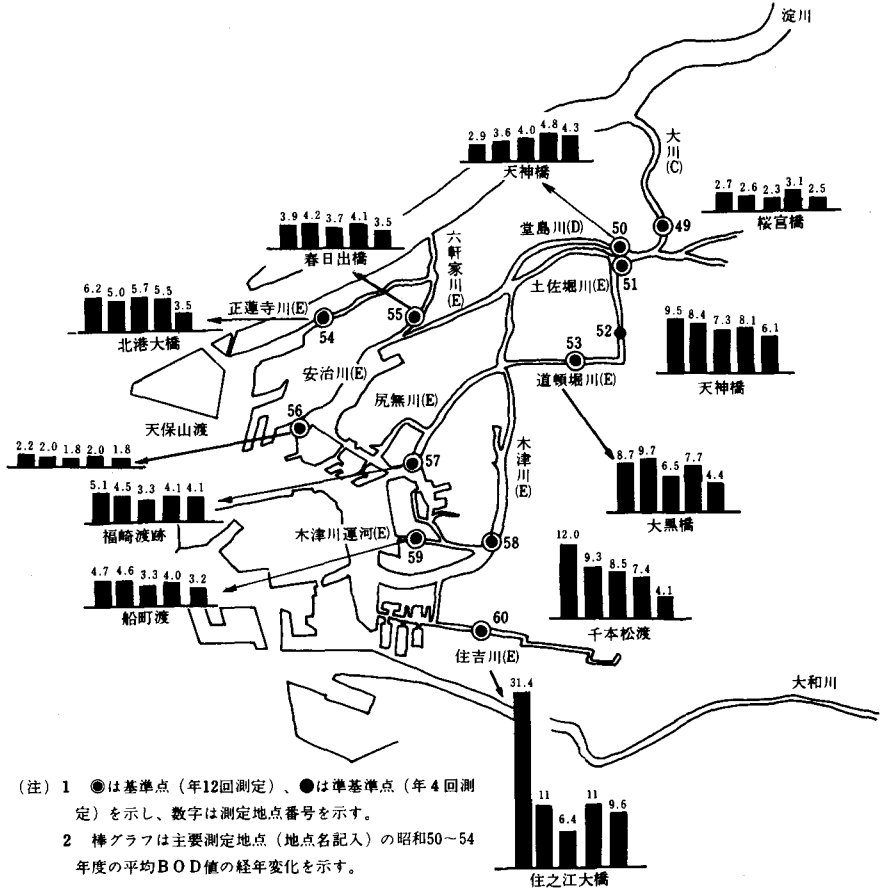 淀川
大川(C)
2.9 3.6 4.0 4.8 4.3
天神橋
2.7 2.6 2.3 3.1 2.5
桜宮橋
堂島川(D)
50
49
3.9 4.2 3.7 4.1 3.5
春日出橋
六軒家川(E)
土佐堀川(E)
51
6.2 5.0 5.7 5.5 3.5
北港大橋
正蓮寺川(E)
54
55
52
9.5 8.4 7.3 8.1 6.1
天神橋
53
道頓堀川(E)
安治川(E)
尻無川(E)
天保山渡
56
2.2 2.0 1.8 2.0 1.8
木津川(E)
57
8.7 9.7 6.5 7.7 4.4
大黒橋
5.1 4.5 3.3 4.1 4.1
福崎渡跡
木津川運河(E)
59
58
12.0 9.3 8.5 7.4 4.1
千本松渡
4.7 4.6 3.3 4.0 3.2
船町渡
60
住吉川(E)
大和川
31.4 11 6.4 11 9.6
住之江大橋
(注) 1 ◉は基準点(年12回測定)、●は準基準点(年4回測
定)を示し、数字は測定地点番号を示す。
2 棒グラフは主要測定地点(地点名記入)の昭和50~54
年度の平均BOD値の経年変化を示す。